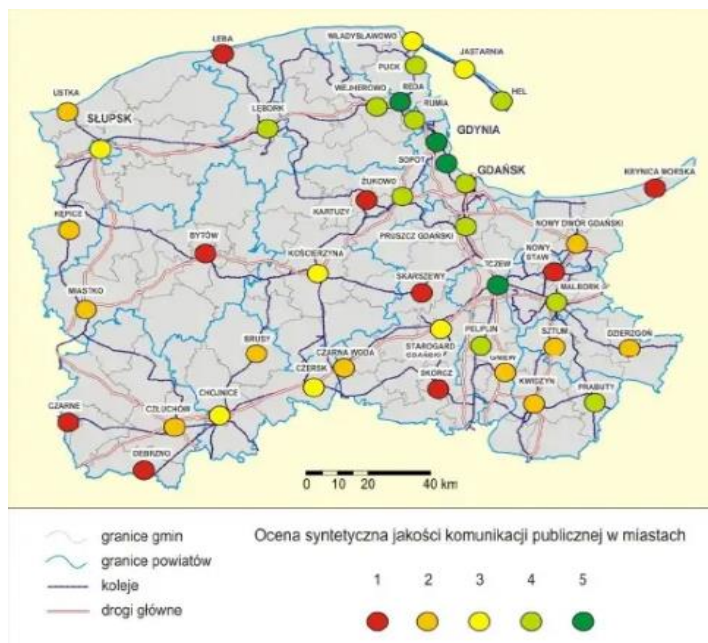 ŁEBA
WŁADYSŁAWOWO
JASTARNIA
PUCK
HEL
USTKA
WEJHEROWO
REDA
RUMIA
SŁUPSK
LĘBORK
GDYNIA
SOPOT
GDAŃSK
ŻUKOWO
KRYNICA MORSKA
KARTUZY
KĘPICE
PRUSZCZ GDAŃSKI
NOWY DWÓR GDAŃSKI
BYTÓW
KOŚCIERZYNA
NOWY
STAW
SKARSZEWY
TCZEW
MALBORK
MIASTKO
PELPLIN
SZTUM
DZIERZGOŃ
BRUSY
STAROGARD
GDAŃSKI
CZARNA WODA
GNIEW
CZERSK
SKÓRCZ
KWIDZYN
PRABUTY
CHOJNICE
CZARNE
CZŁUCHÓW
DEBRZNO
0 5 10 20 40 km
granice gmin
granice powiatów
koleje
drogi główne
Ocena syntetyczna jakości komunikacji publicznej w miastach
1 2 3 4 5